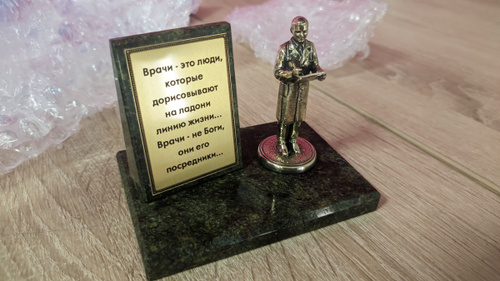 Врачи - это люди,
которые
дорисовывают
на ладони
линию жизни...
Врачи - не Боги,
они его
посредники...